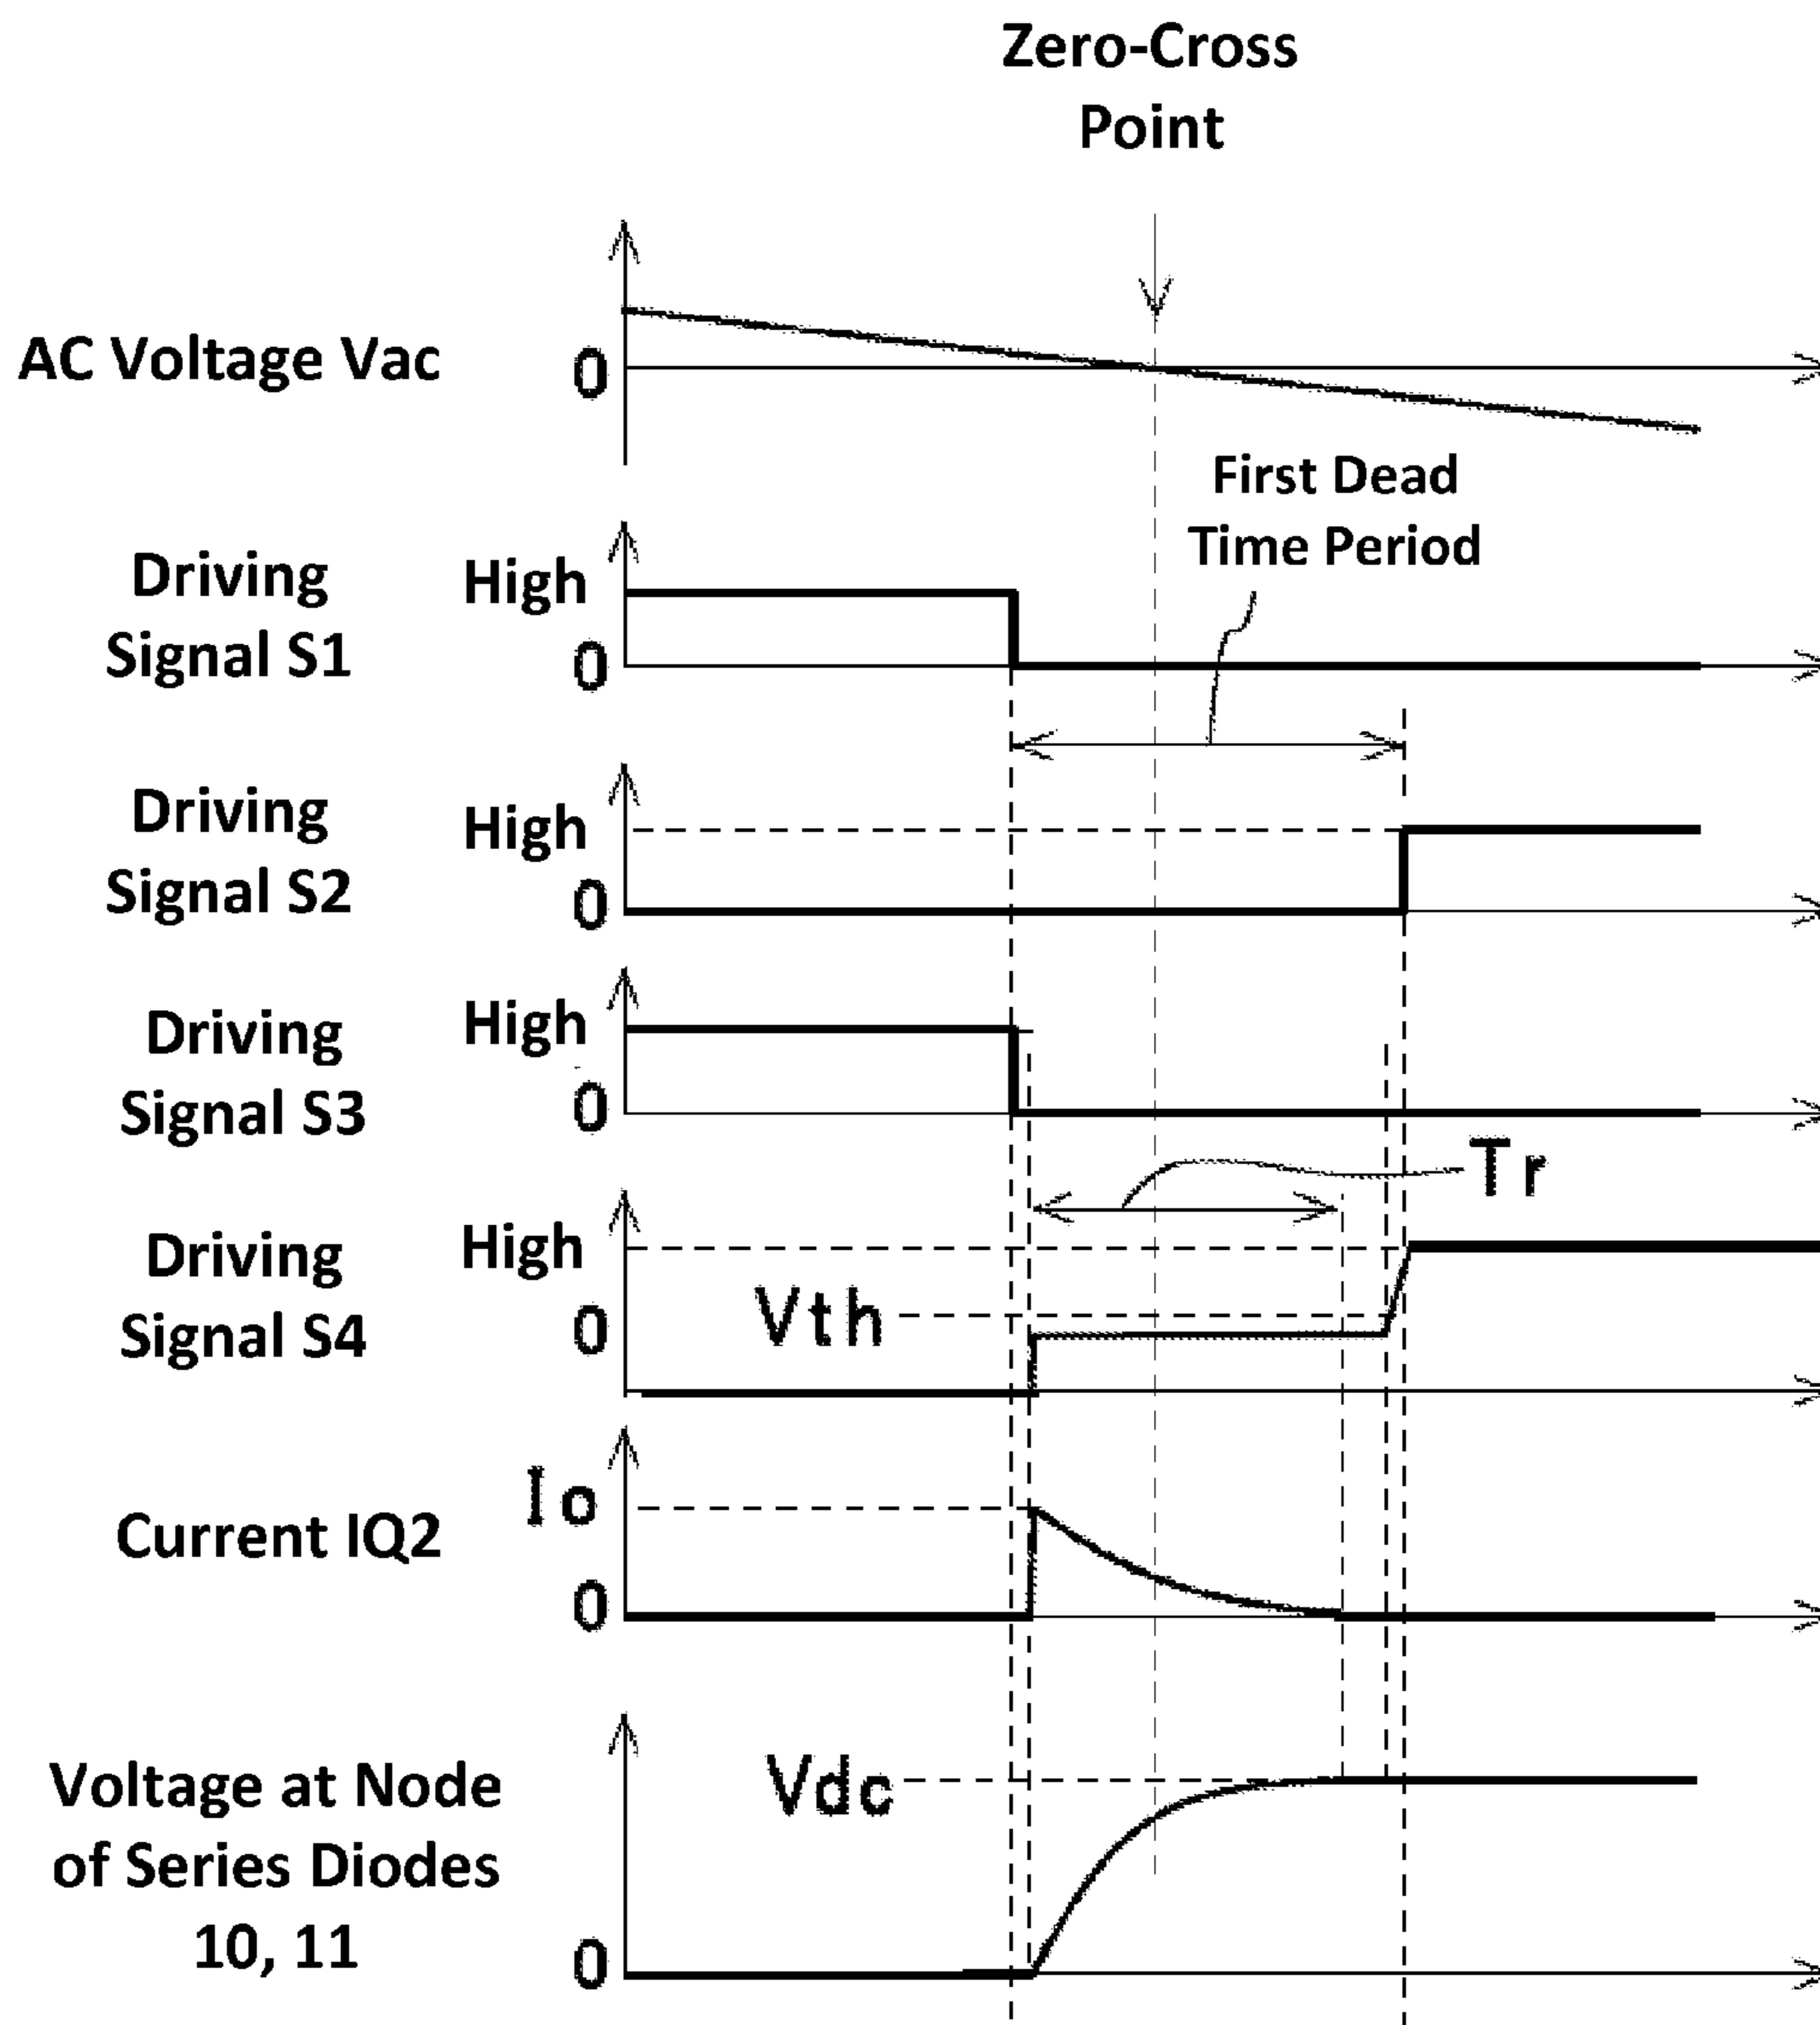 Zero-Cross
Point
AC Voltage Vac
0
First Dead
Time Period
Driving
Signal S1
High
0
Driving
Signal S2
High
0
Driving
Signal S3
High
0
Tr
Driving
Signal S4
High
Vth
0
Current IQ2
Io
0
Voltage at Node
of Series Diodes
10, 11
Vdc
0